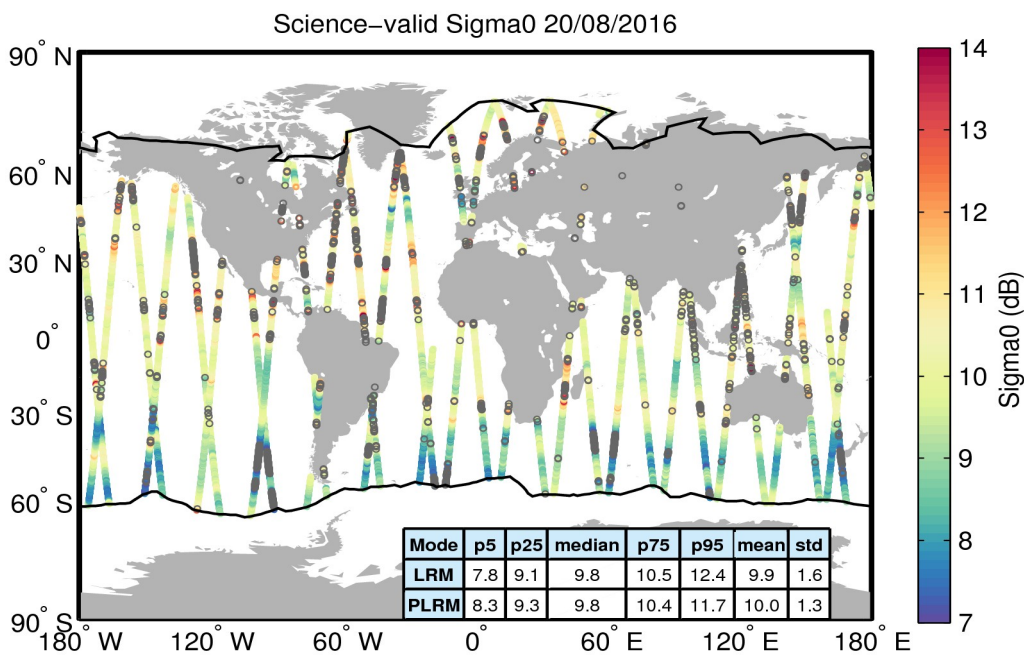 Science-valid Sigma0 20/08/2016
90° N
60° N
30° N
0°
30° S
60° S
90° S
180° W 120° W 60° W 0° 60° E 120° E 180° E
Mode p5 p25 median p75 p95 mean std
LRM 7.8 9.1 9.8 10.5 12.4 9.9 1.6
PLRM 8.3 9.3 9.8 10.4 11.7 10.0 1.3
14
13
12
11
10
9
8
7
Sigma0 (dB)